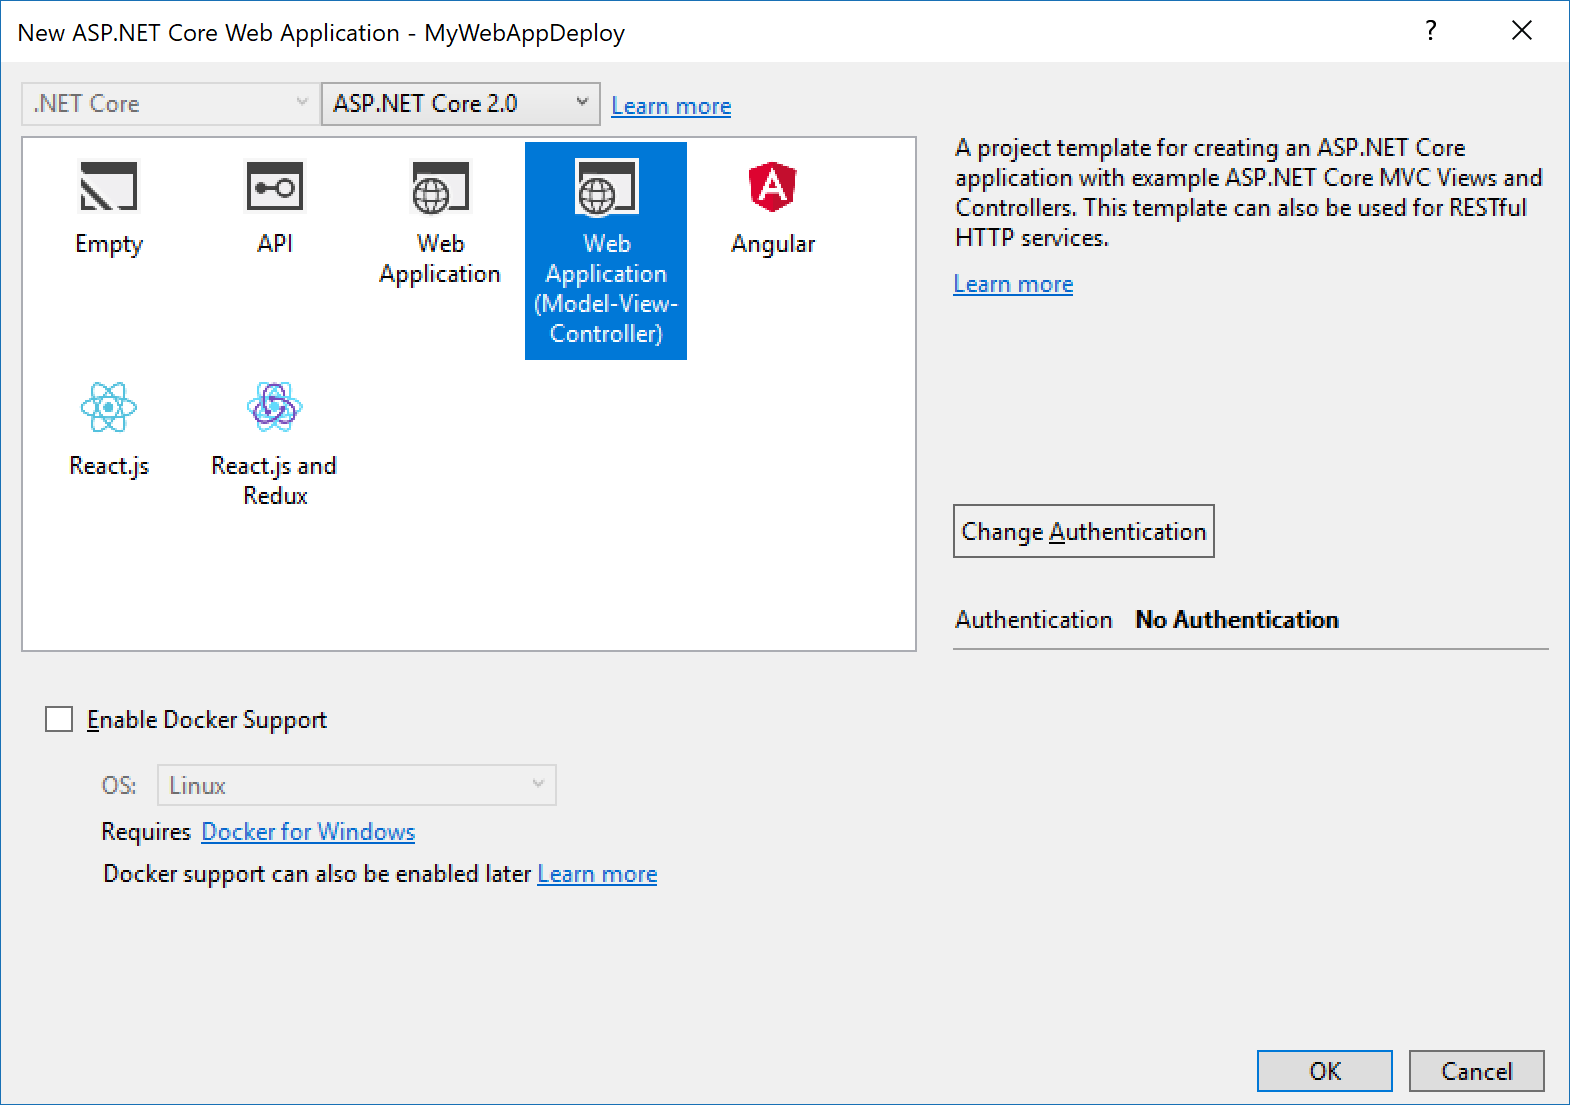 New ASP.NET Core Web Application - MyWebAppDeploy
?
.NET Core
ASP.NET Core 2.0
Learn more
Empty
API
Web
Application
Web
Application
(Model-View-
Controller)
Angular
React.js
React.js and
Redux
A project template for creating an ASP.NET Core
application with example ASP.NET Core MVC Views and
Controllers. This template can also be used for RESTful
HTTP services.
Learn more
Change Authentication
Authentication No Authentication
Enable Docker Support
OS: Linux
Requires Docker for Windows
Docker support can also be enabled later Learn more
OK
Cancel